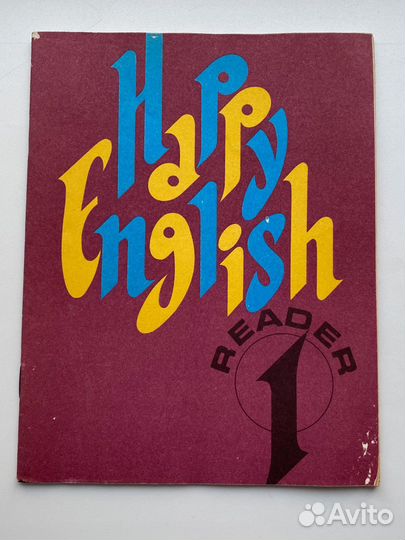 Happy
English
READER
1
Avito